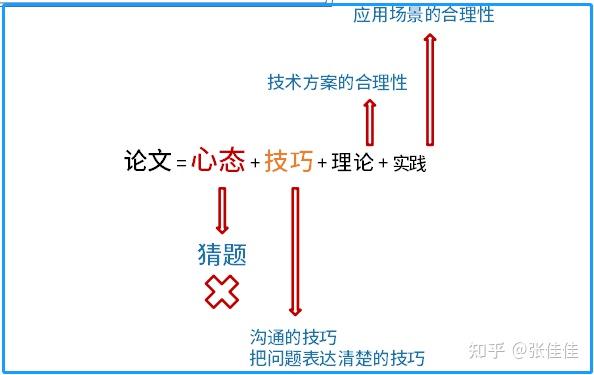 应用场景的合理性
技术方案的合理性
论文=心态+技巧+理论+实践
猜题
沟通的技巧
把问题表达清楚的技巧
知乎 @张佳佳